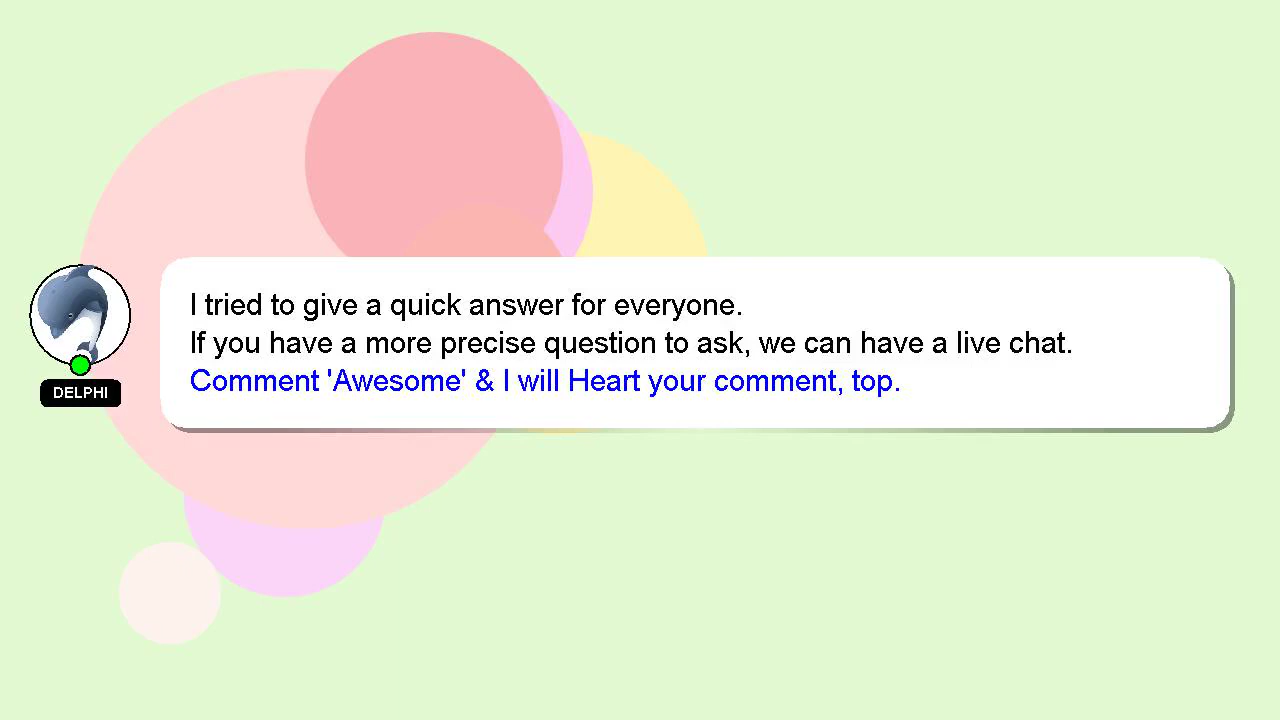 I tried to give a quick answer for everyone.
If you have a more precise question to ask, we can have a live chat.
Comment 'Awesome' & I will Heart your comment, top.
DELPHI